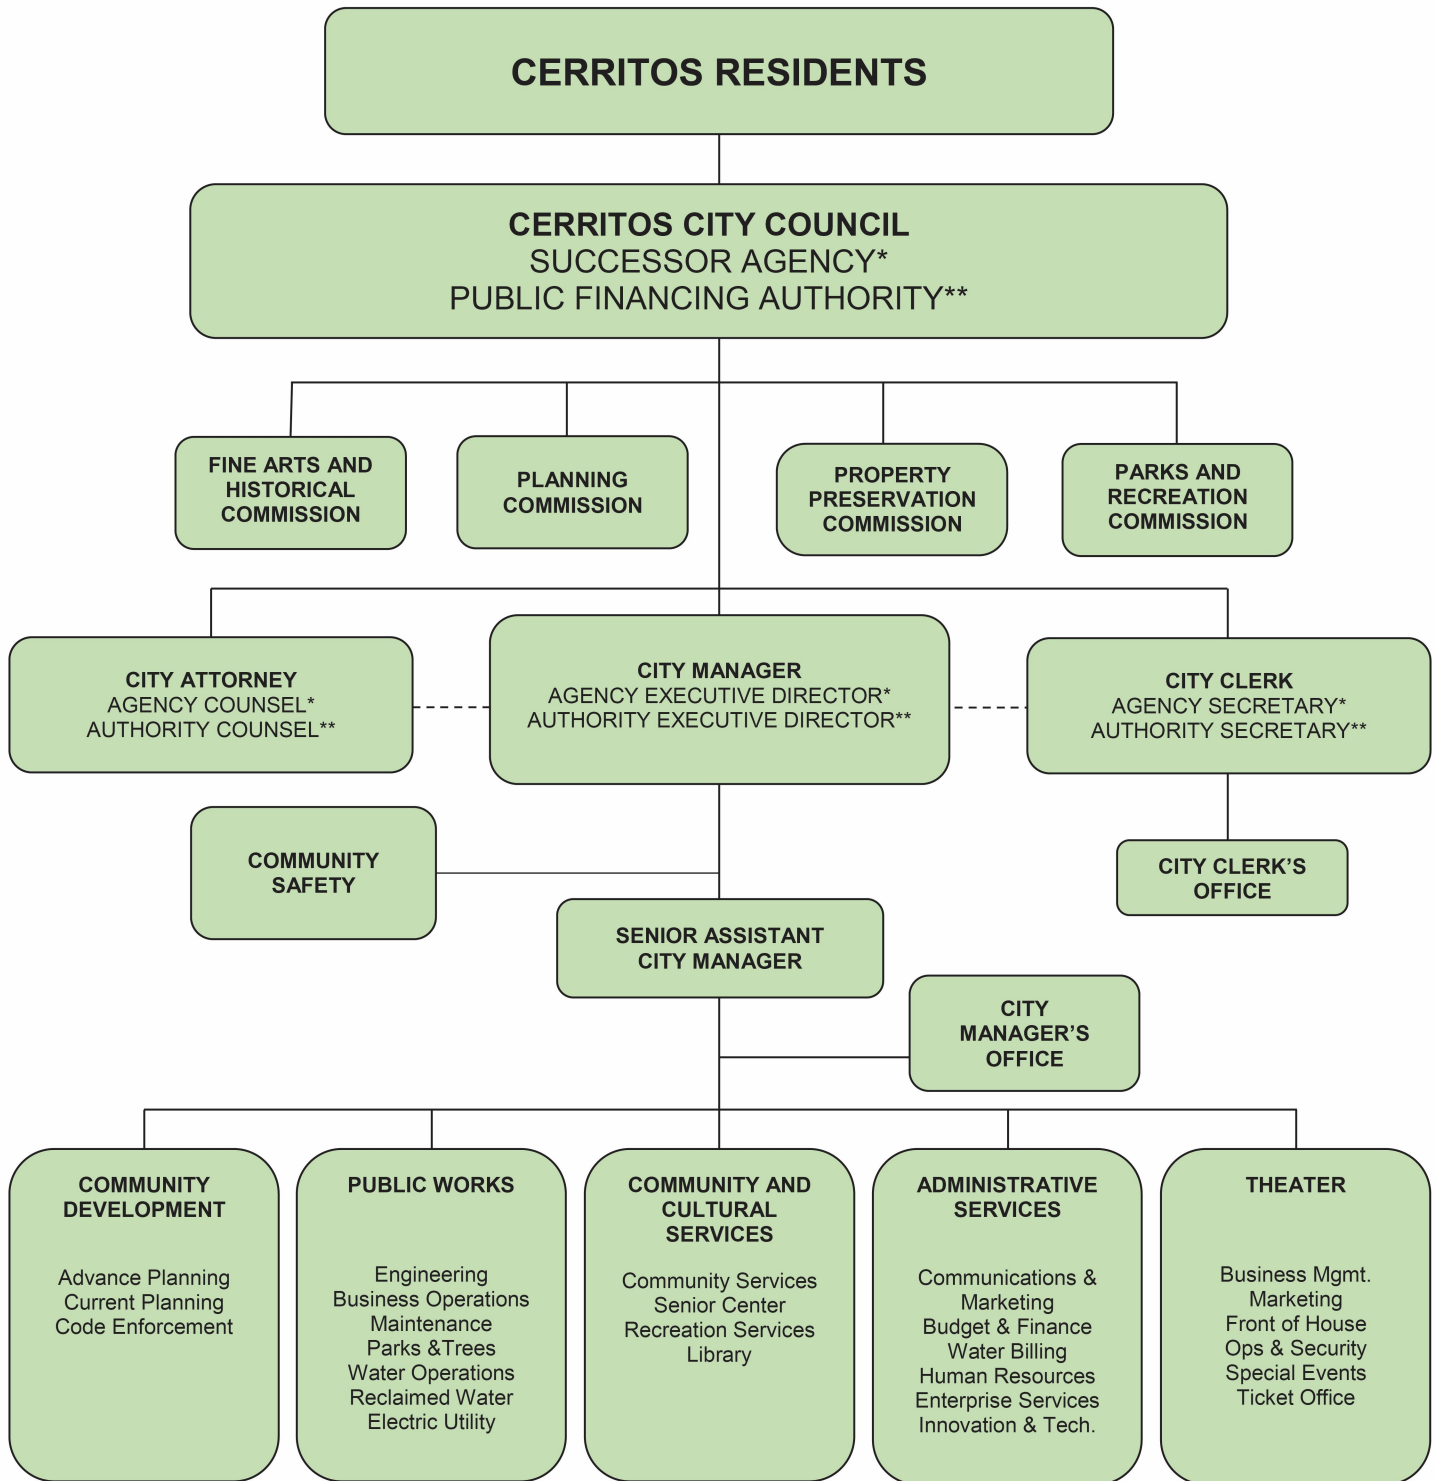 CERRITOS RESIDENTS
CERRITOS CITY COUNCIL
SUCCESSOR AGENCY*
PUBLIC FINANCING AUTHORITY**
FINE ARTS AND
HISTORICAL
COMMISSION
PLANNING
COMMISSION
PROPERTY
PRESERVATION
COMMISSION
PARKS AND
RECREATION
COMMISSION
CITY ATTORNEY
AGENCY COUNSEL*
AUTHORITY COUNSEL**
CITY MANAGER
AGENCY EXECUTIVE DIRECTOR*
AUTHORITY EXECUTIVE DIRECTOR**
CITY CLERK
AGENCY SECRETARY*
AUTHORITY SECRETARY**
COMMUNITY
SAFETY
CITY CLERK’S
OFFICE
SENIOR ASSISTANT
CITY MANAGER
CITY
MANAGER’S
OFFICE
COMMUNITY
DEVELOPMENT
Advance Planning
Current Planning
Code Enforcement
PUBLIC WORKS
Engineering
Business Operations
Maintenance
Parks &Trees
Water Operations
Reclaimed Water
Electric Utility
COMMUNITY AND
CULTURAL
SERVICES
Community Services
Senior Center
Recreation Services
Library
ADMINISTRATIVE
SERVICES
Communications &
Marketing
Budget & Finance
Water Billing
Human Resources
Enterprise Services
Innovation & Tech.
THEATER
Business Mgmt.
Marketing
Front of House
Ops & Security
Special Events
Ticket Office